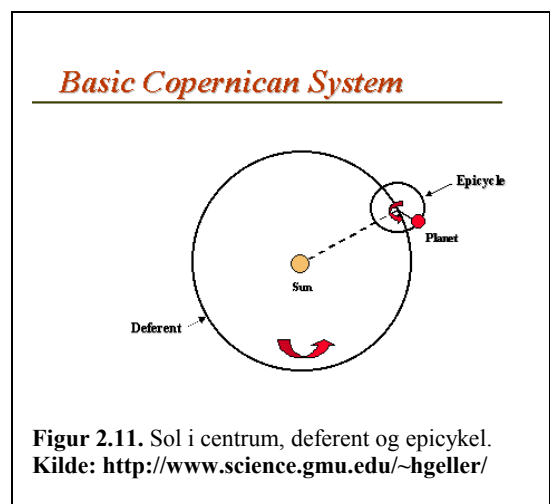 Basic Copernican System
Epicycle
Planet
Sun
Deferent
Figur 2.11. Sol i centrum, deferent og epicykel.
Kilde: http://www.science.gmu.edu/~hgeller/